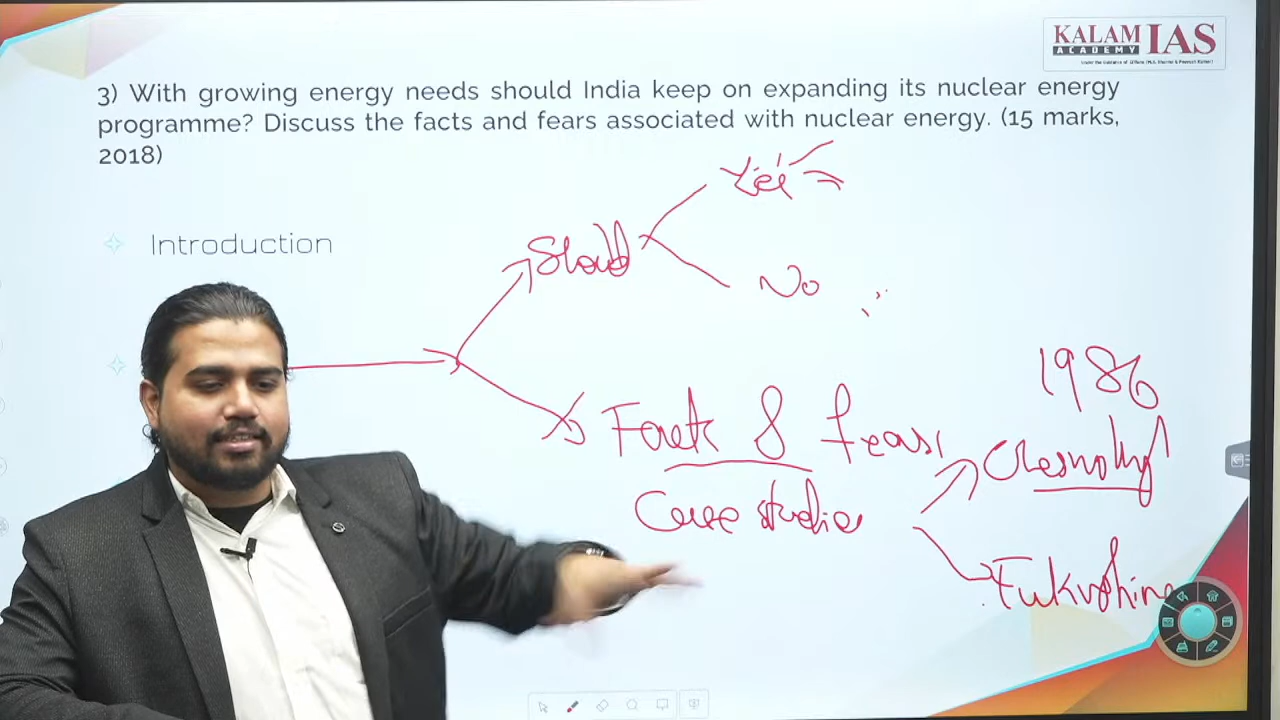 KALAM IAS
ACADEMY
3) With growing energy needs should India keep on expanding its nuclear energy
programme? Discuss the facts and fears associated with nuclear energy. (15 marks,
2018)
Introduction
Should
Yes
No
Facts & fears
Case studies
1986
Chernobyl
Fukushima